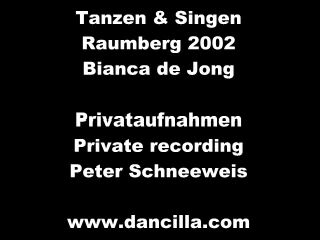 Tanzen & Singen
Raumberg 2002
Bianca de Jong
Privataufnahmen
Private recording
Peter Schneeweis
www.dancilla.com